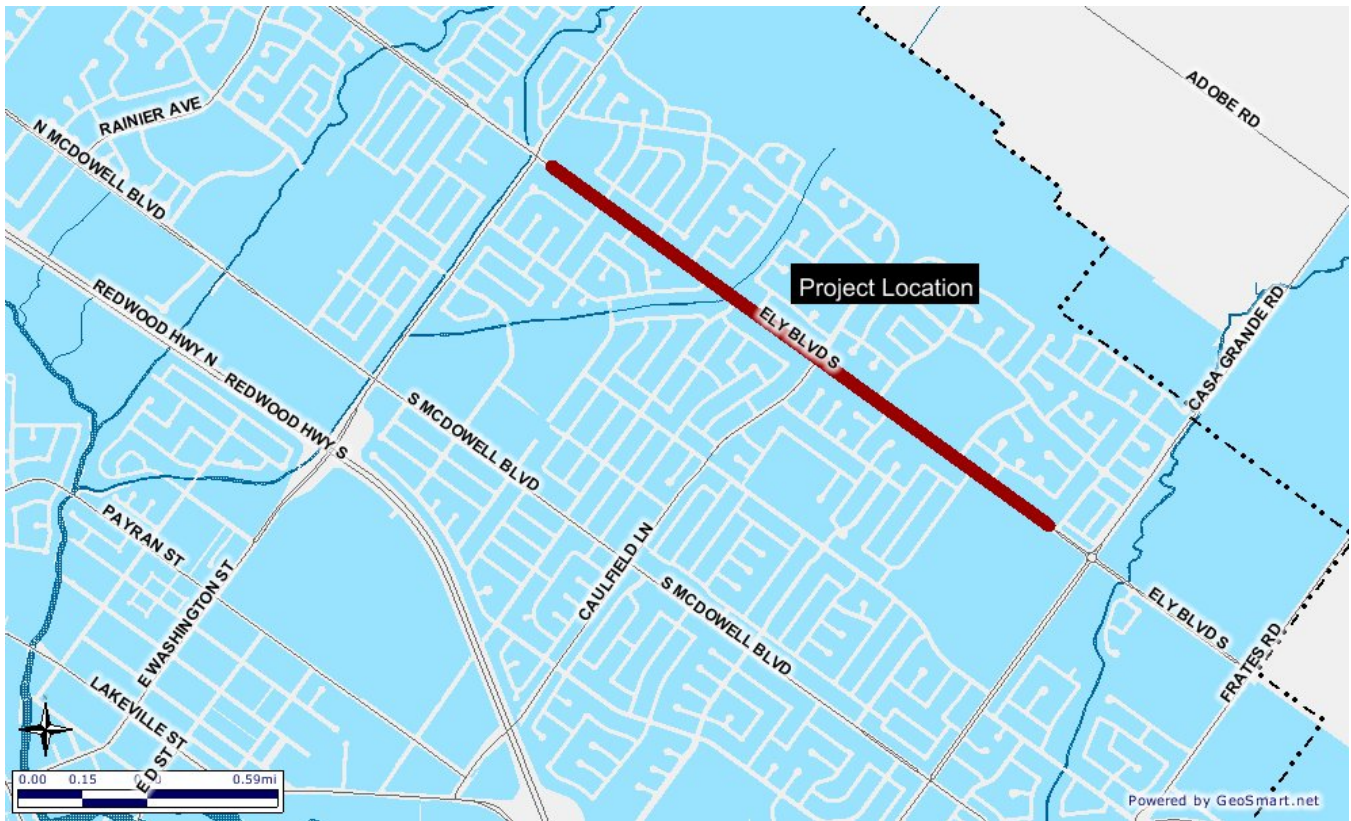 ADOBE RD
RAINIER AVE
N MCDOWELL BLVD
Project Location
REDWOOD HWY N
REDWOOD HWY S
ELY BLVD S
CASA GRANDE RD
S MCDOWELL BLVD
PAYRAN ST
CAULFIELD LN
S MCDOWELL BLVD
ELY BLVD S
E WASHINGTON ST
FRATES RD
LAKEVILLE ST
E D ST
0.00 0.15 0.59mi
Powered by GeoSmart.net